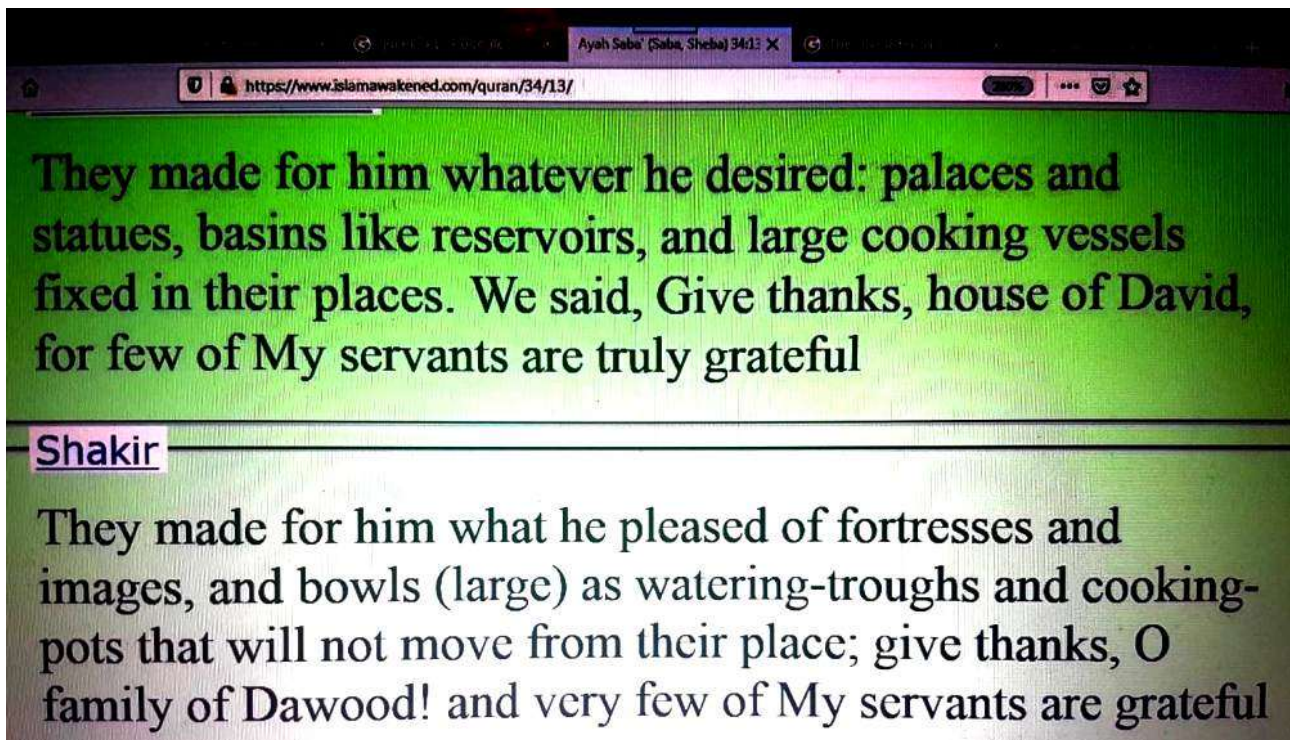 Ayah Saba' (Saba, Sheba) 34:13
https://www.islamawakened.com/quran/34/13/
They made for him whatever he desired: palaces and
statues, basins like reservoirs, and large cooking vessels
fixed in their places. We said, Give thanks, house of David,
for few of My servants are truly grateful
Shakir
They made for him what he pleased of fortresses and
images, and bowls (large) as watering-troughs and cooking-
pots that will not move from their place; give thanks, O
family of Dawood! and very few of My servants are grateful